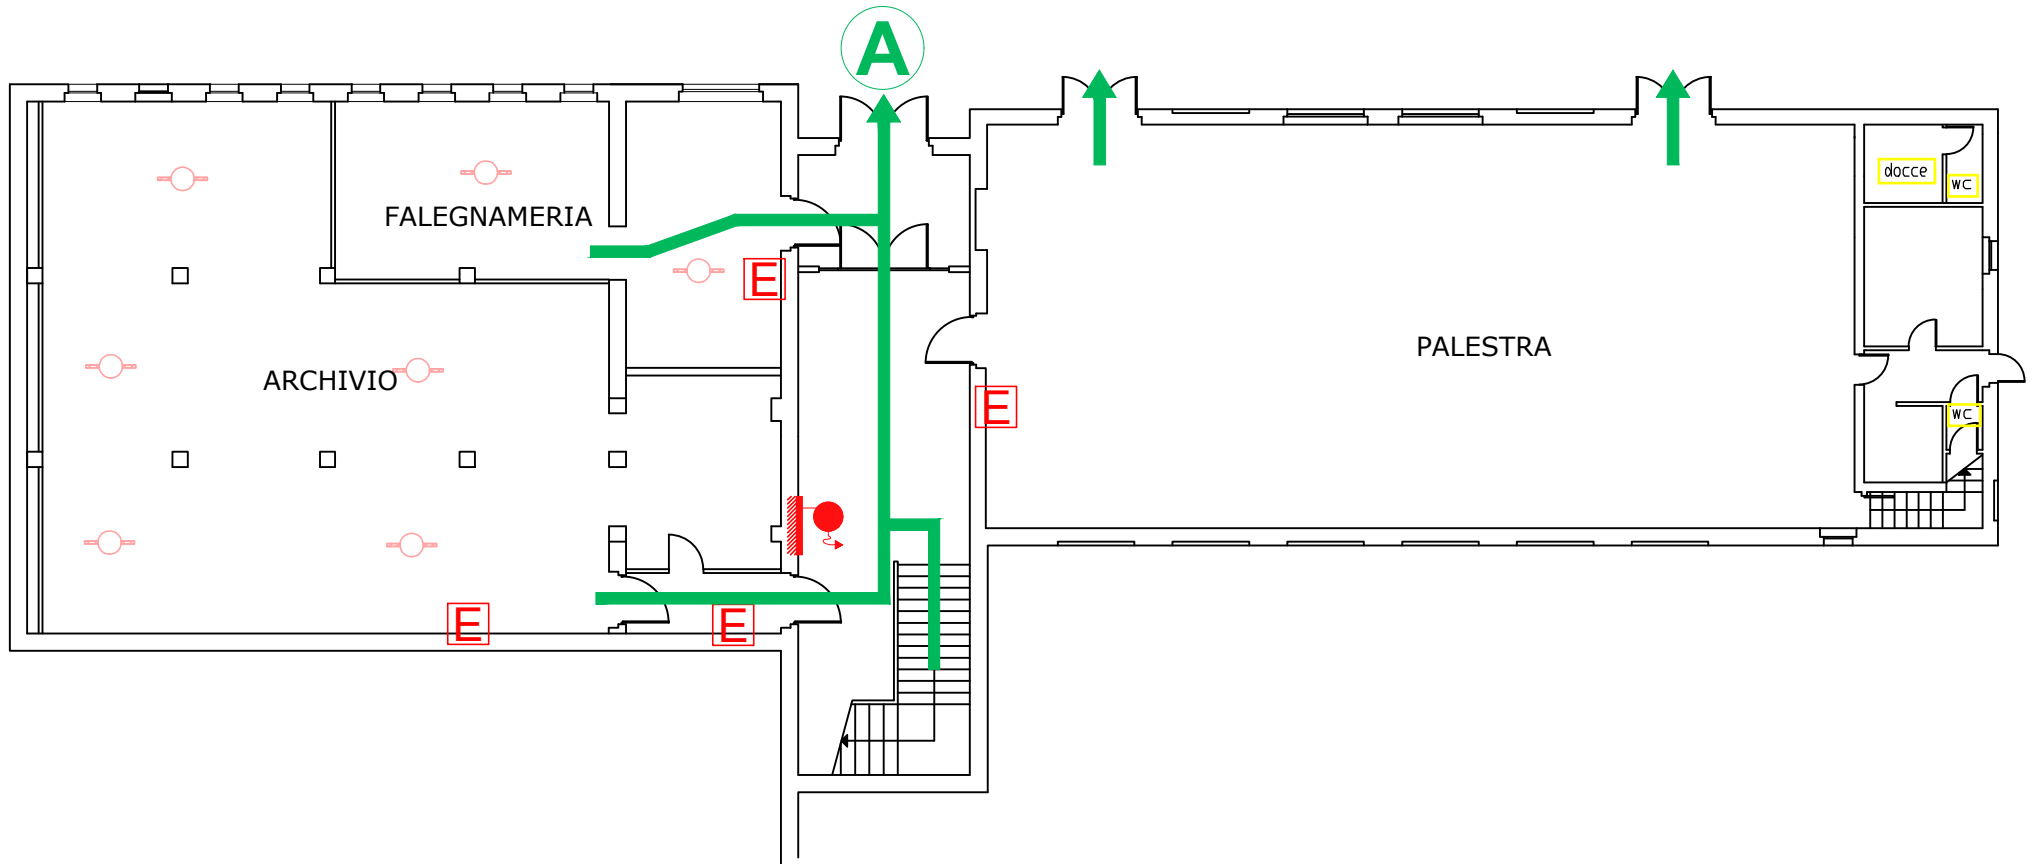 A
docce
WC
FALEGNAMERIA
E
PALESTRA
ARCHIVIO
E
WC
E
E